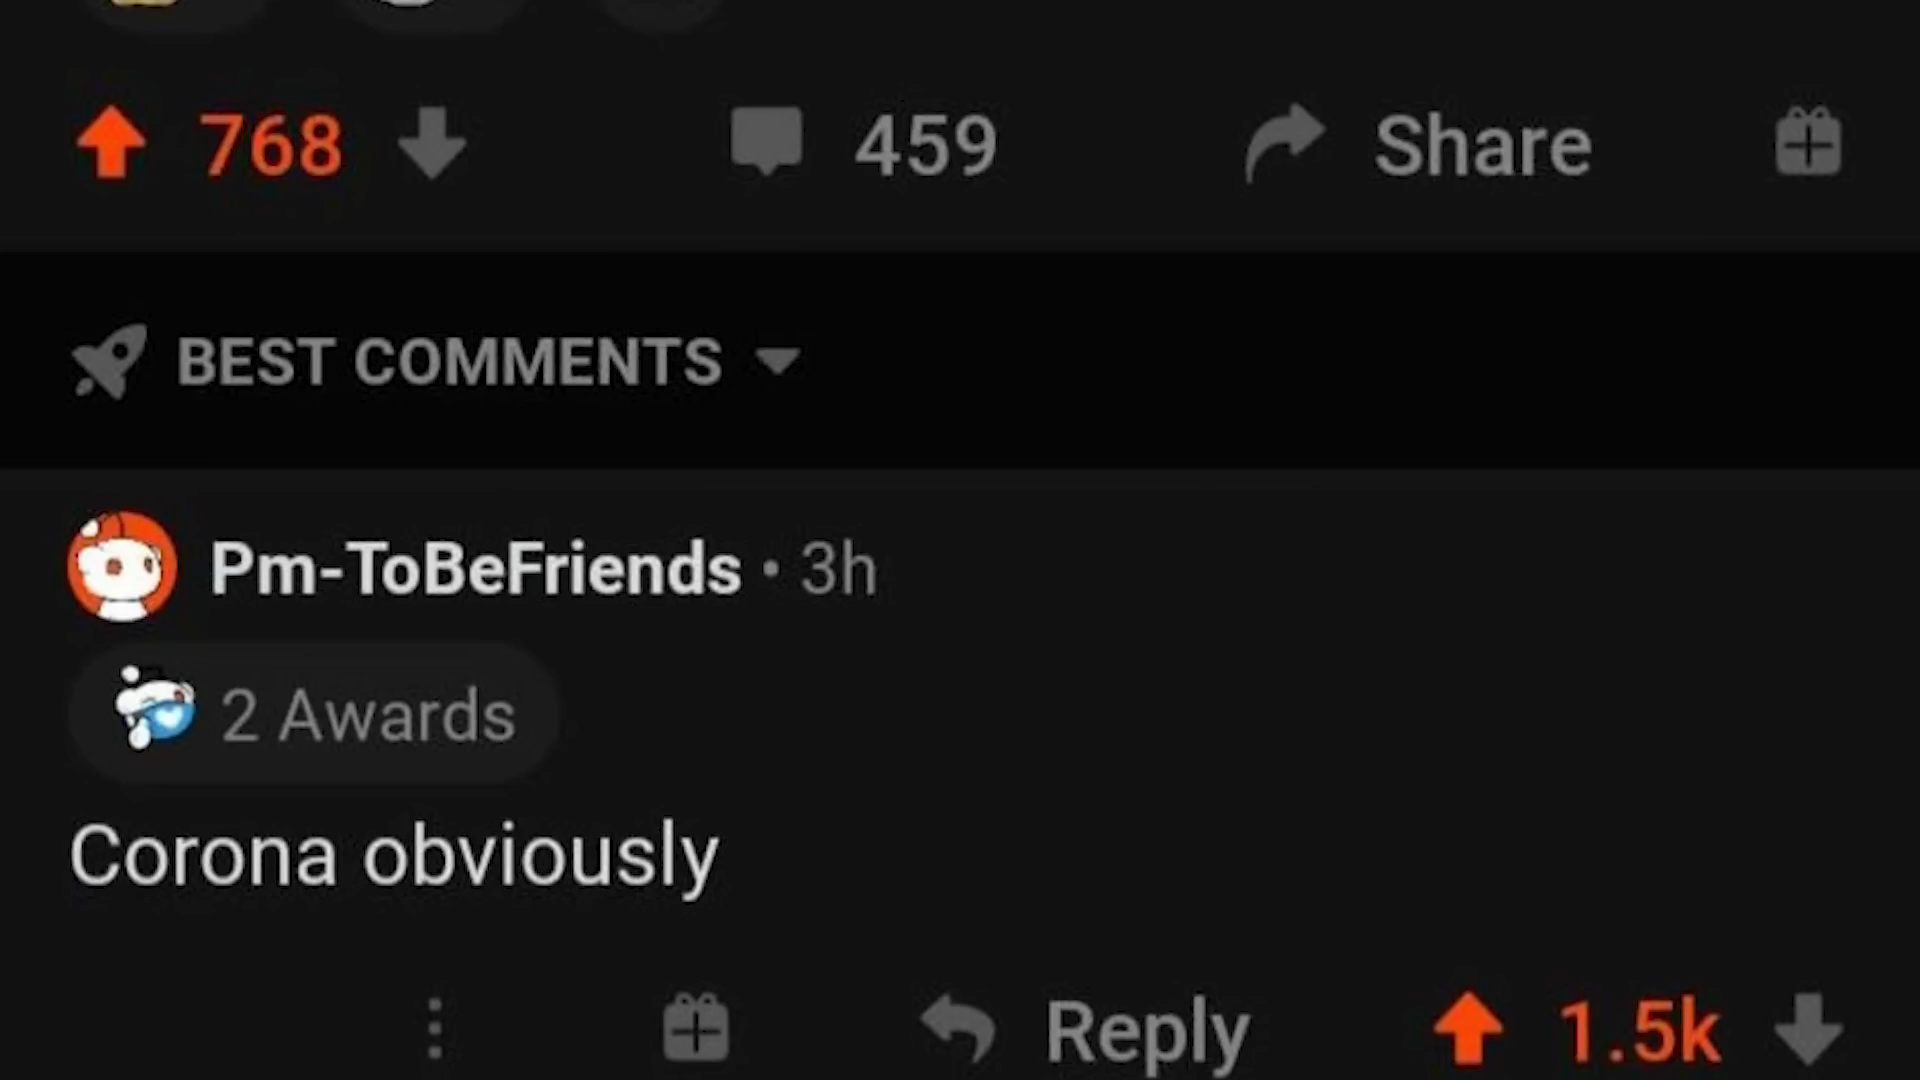 768 459 Share
BEST COMMENTS
Pm-ToBeFriends • 3h
2 Awards
Corona obviously
Reply 1.5k